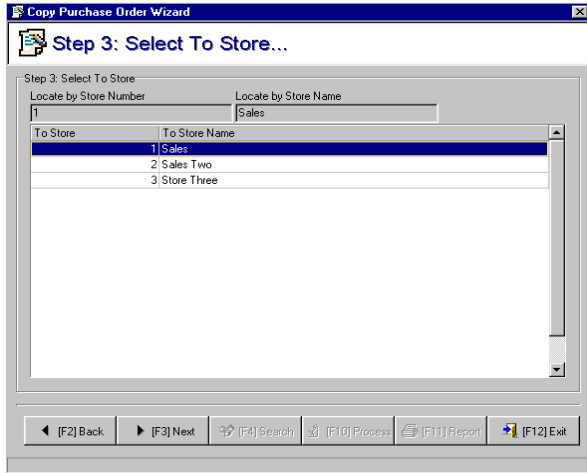 Copy Purchase Order Wizard
Step 3: Select To Store...
Step 3: Select To Store
Locate by Store Number Locate by Store Name
1 Sales
To Store To Store Name
1 Sales
2 Sales Two
3 Store Three
[F2] Back [F3] Next [F4] Search [F10] Process [F11] Report [F12] Exit